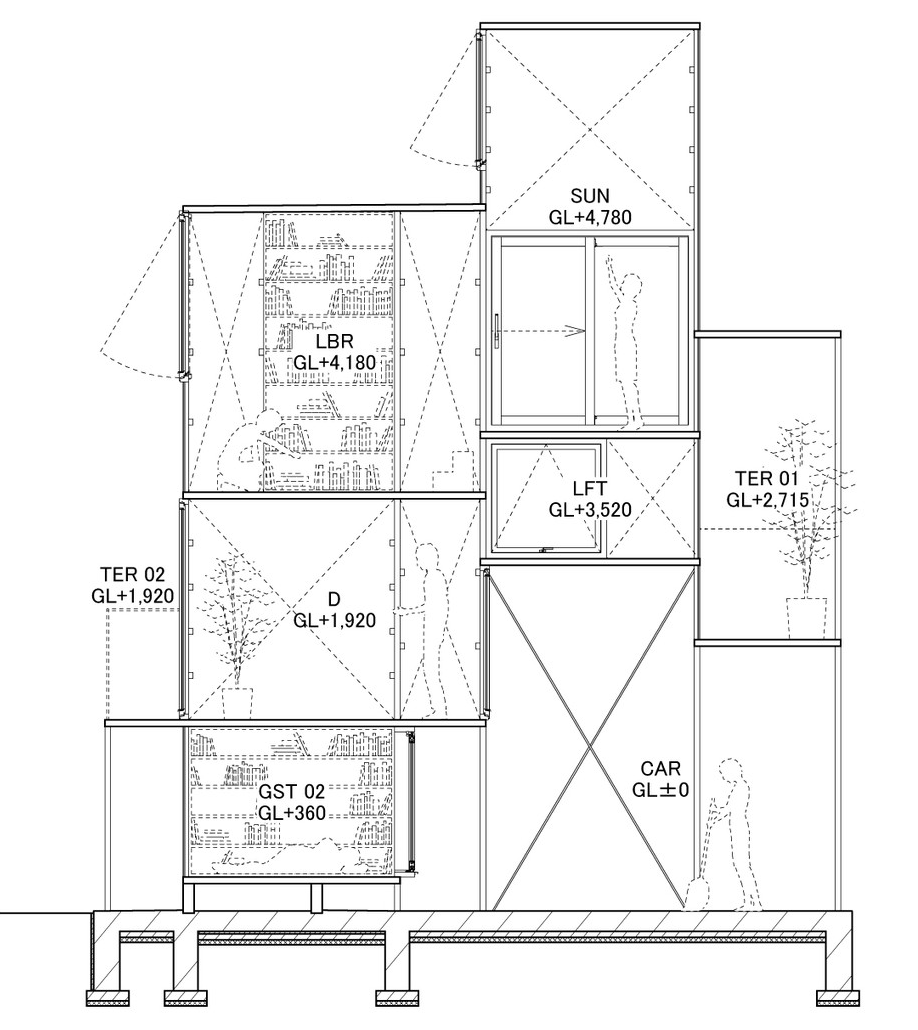 SUN
GL+4,780
LBR
GL+4,180
TER 01
GL+2,715
LFT
GL+3,520
TER 02
GL+1,920
D
GL+1,920
CAR
GL±0
GST 02
GL+360